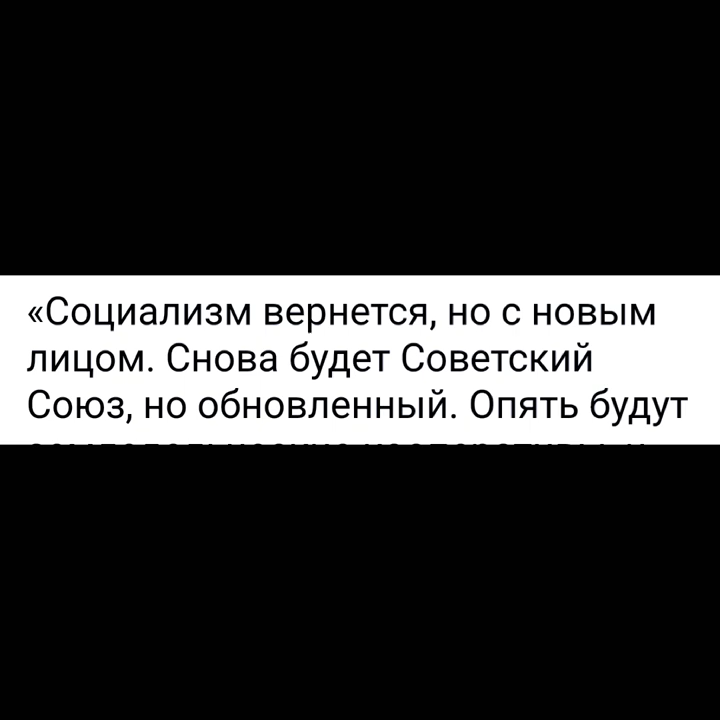 «Социализм вернется, но с новым
лицом. Снова будет Советский
Союз, но обновленный. Опять будут